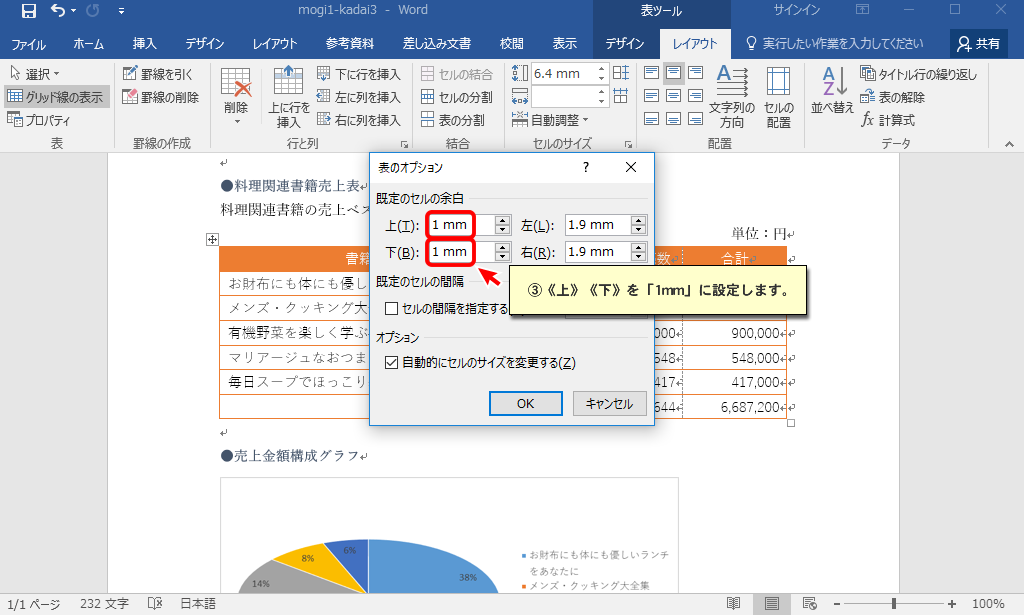 mogi1-kadai3 - Word
表ツール
サインイン
ファイル ホーム 挿入 デザイン レイアウト 参考資料 差し込み文書 校閲 表示 デザイン レイアウト 実行したい作業を入力してください 共有
選択
グリッド線の表示
プロパティ
表
罫線を引く
罫線の削除
罫線の作成
削除
上に行を
挿入
下に行を挿入
左に列を挿入
右に列を挿入
行と列
セルの結合
セルの分割
表の分割
結合
6.4 mm
自動調整
セルのサイズ
文字列の
方向
セルの
配置
配置
並べ替え
タイトル行の繰り返し
表の解除
計算式
データ
●料理関連書籍売上表
料理関連書籍の売上ベス
単位：円
書籍
数 合計
お財布にも体にも優し
メンズ・クッキング大
有機野菜を楽しく学ぶ
000 900,000
マリアージュなおつま
548 548,000
毎日スープでほっこり
417 417,000
644 6,687,200
表のオプション ?
既定のセルの余白
上(T): 1 mm 左(L): 1.9 mm
下(B): 1 mm 右(R): 1.9 mm
既定のセルの間隔
セルの間隔を指定する
オプション
自動的にセルのサイズを変更する(Z)
OK キャンセル
③《上》《下》を「1mm」に設定します。
●売上金額構成グラフ
6%
8%
14%
38%
お財布にも体にも優しいランチ
をあなたに
メンズ・クッキング大全集
1/1 ページ 232 文字 日本語 100%